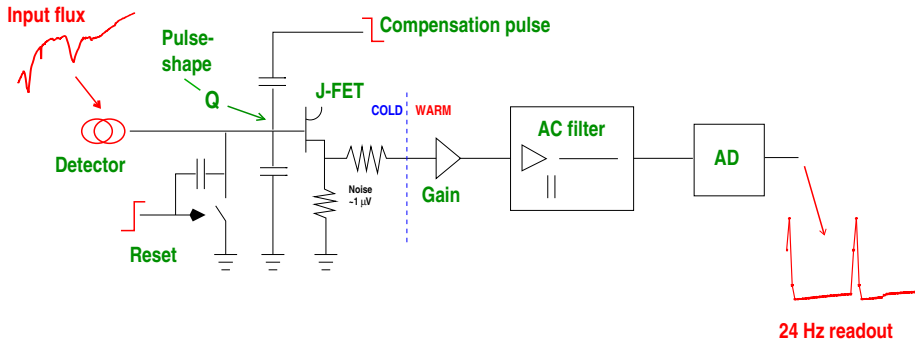 Input flux
Compensation pulse
Pulse-
shape
Q
J-FET
COLD
WARM
AC filter
AD
Detector
Noise
~1 µV
Gain
Reset
24 Hz readout